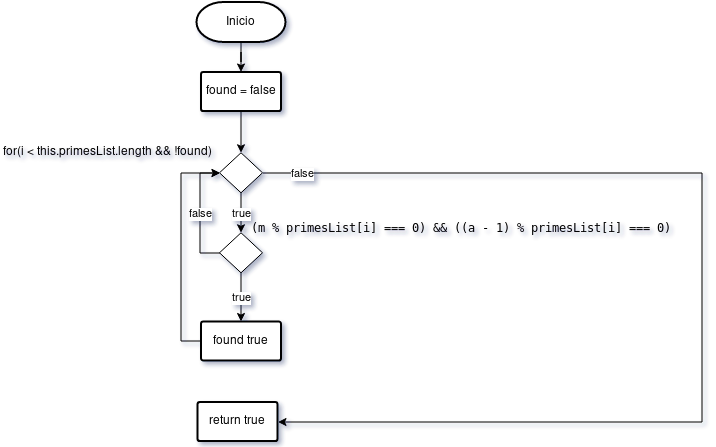 Inicio
found = false
for(i < this.primesList.length && !found)
false
false
true
(m % primesList[i] === 0) && ((a - 1) % primesList[i] === 0)
true
found true
return true